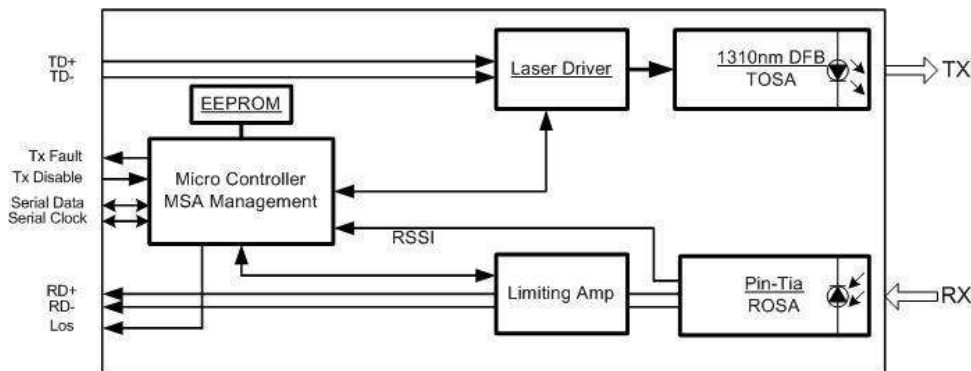 TD+
TD-
Laser Driver
1310nm DFB
TOSA
TX
EEPROM
Tx Fault
Tx Disable
Serial Data
Serial Clock
Micro Controller
MSA Management
RSSI
RD+
RD-
Los
Limiting Amp
Pin-Tia
ROSA
RX